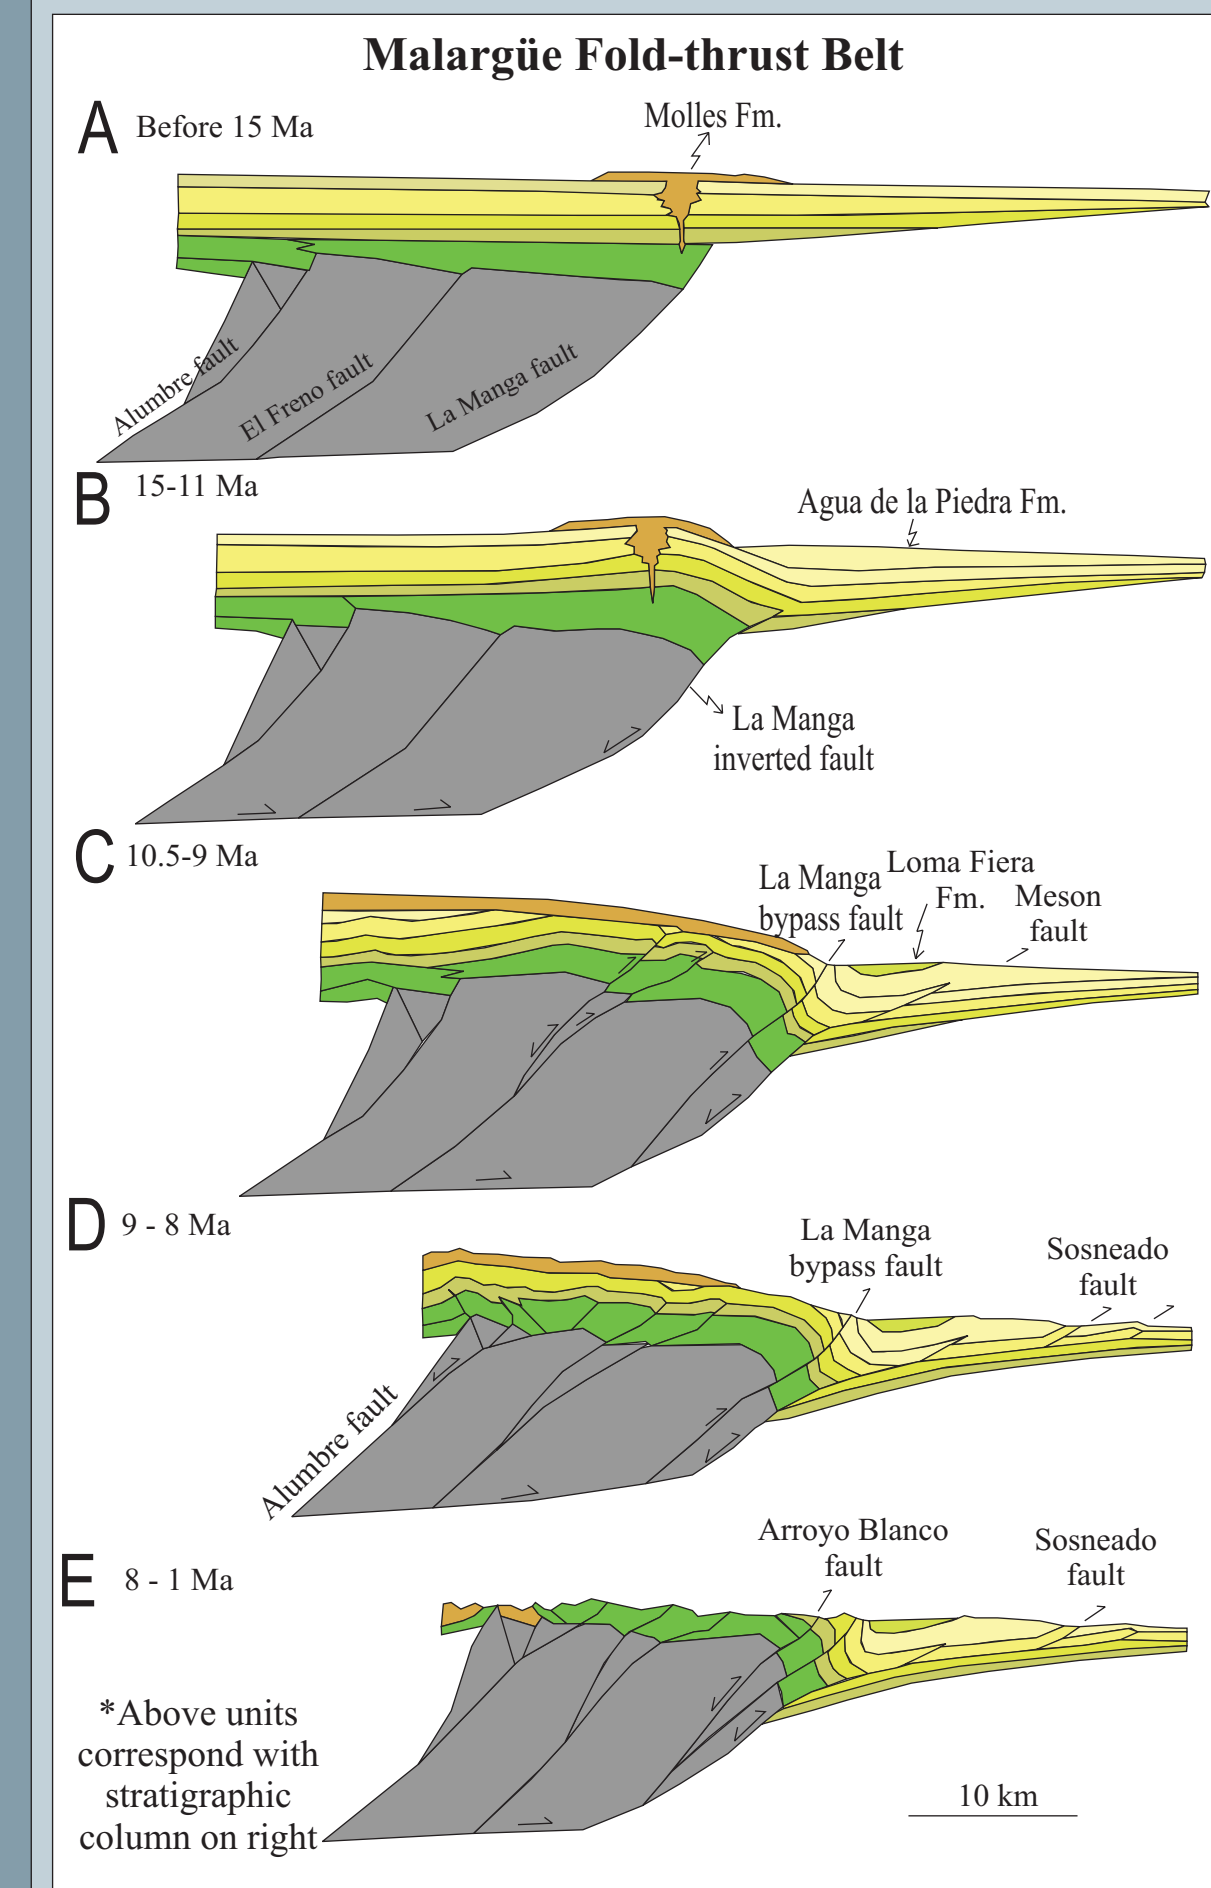 Malargüe Fold-thrust Belt
A
Before 15 Ma
Molles Fm.
Alumbre fault
El Freno fault
La Manga fault
B
15-11 Ma
Agua de la Piedra Fm.
La Manga
inverted fault
C
10.5-9 Ma
La Manga
bypass fault
Loma Fiera
Fm.
Meson
fault
D
9 - 8 Ma
La Manga
bypass fault
Sosneado
fault
Alumbre fault
E
8 - 1 Ma
Arroyo Blanco
fault
Sosneado
fault
*Above units
correspond with
stratigraphic
column on right
10 km